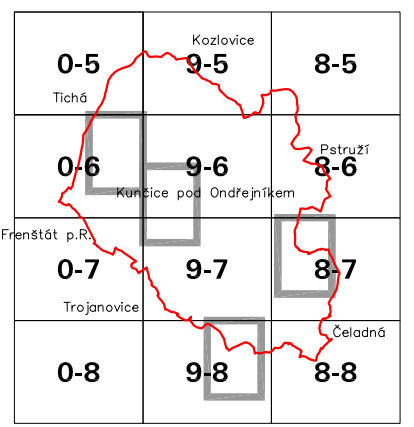 Kozlovice
0-5 9-5 8-5
Tichá
Pstruží
0-6 9-6 8-6
Kunčice pod Ondřejníkem
Frenštát p.R.
0-7 9-7 8-7
Trojanovice
Čeladná
0-8 9-8 8-8